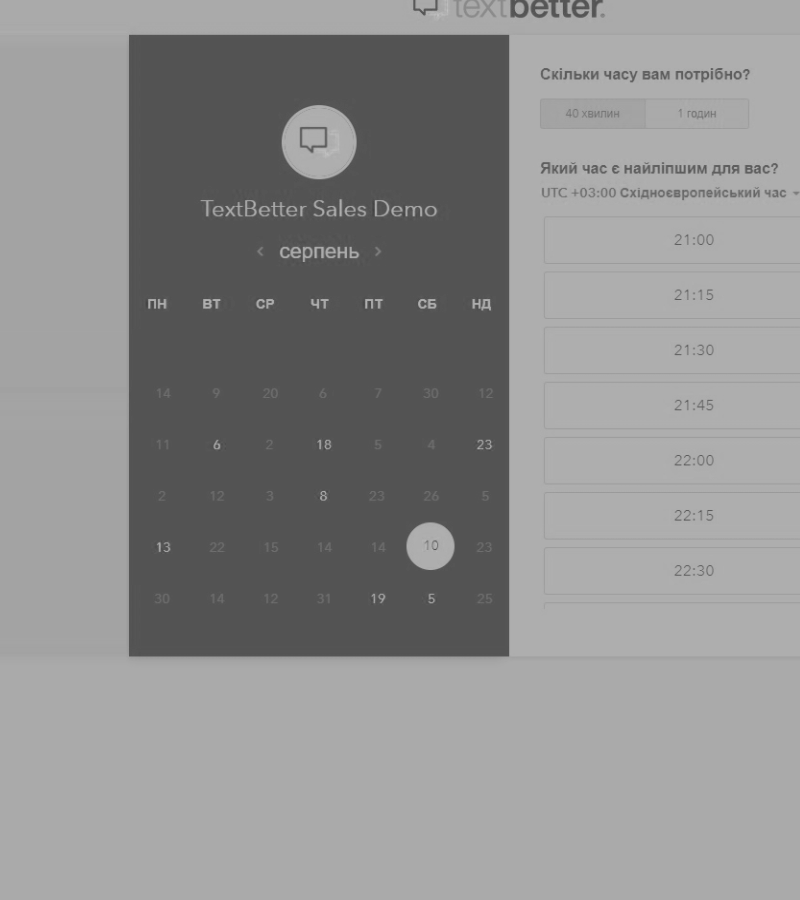 textbetter.
TextBetter Sales Demo
серпень
ПН ВТ СР ЧТ ПТ СБ НД
14 9 20 6 7 30 12
11 6 2 18 5 4 23
2 12 3 8 23 26 5
13 22 15 14 14 10 23
30 14 12 31 19 5 25
Скільки часу вам потрібно?
40 хвилин 1 годин
Який час є найліпшим для вас?
UTC +03:00 Східноєвропейський час
21:00
21:15
21:30
21:45
22:00
22:15
22:30